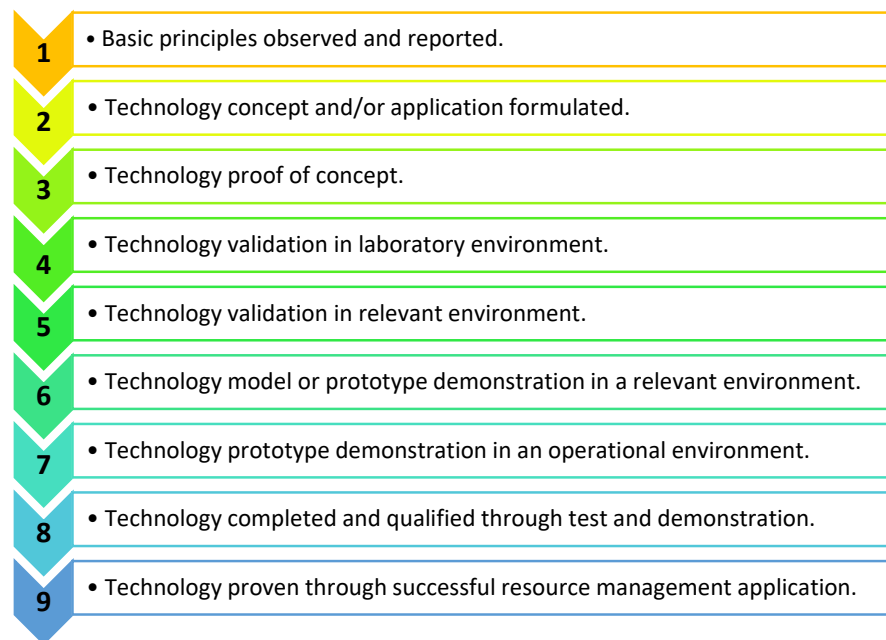 1
• Basic principles observed and reported.
2
• Technology concept and/or application formulated.
3
• Technology proof of concept.
4
• Technology validation in laboratory environment.
5
• Technology validation in relevant environment.
6
• Technology model or prototype demonstration in a relevant environment.
7
• Technology prototype demonstration in an operational environment.
8
• Technology completed and qualified through test and demonstration.
9
• Technology proven through successful resource management application.